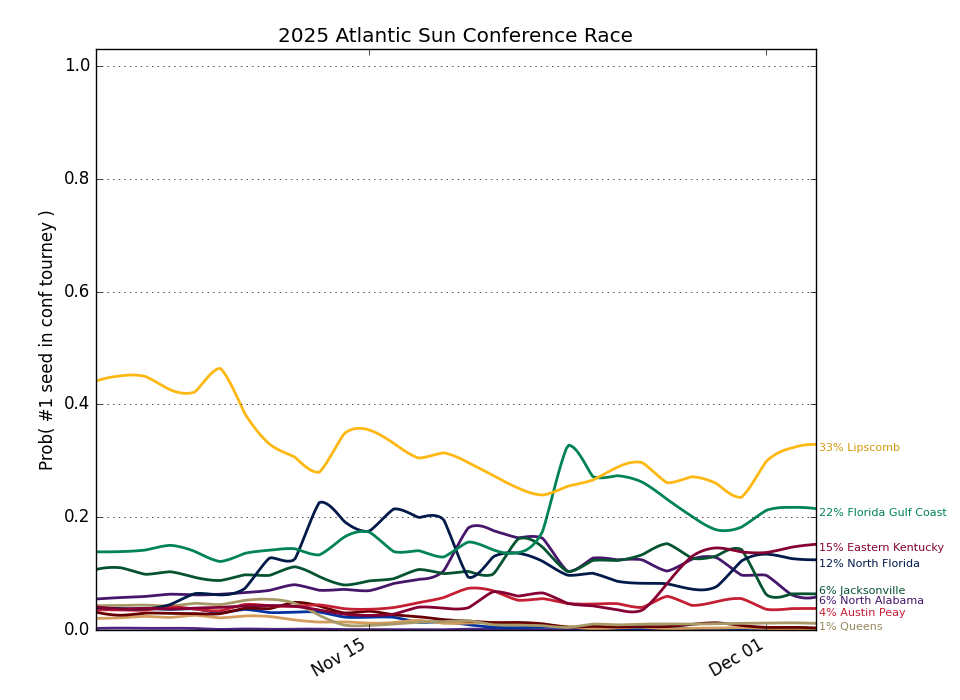 2025 Atlantic Sun Conference Race
Prob( #1 seed in conf tourney )
1.0
0.8
0.6
0.4
0.2
0.0
Nov 15
Dec 01
33% Lipscomb
22% Florida Gulf Coast
15% Eastern Kentucky
12% North Florida
6% Jacksonville
6% North Alabama
4% Austin Peay
1% Queens